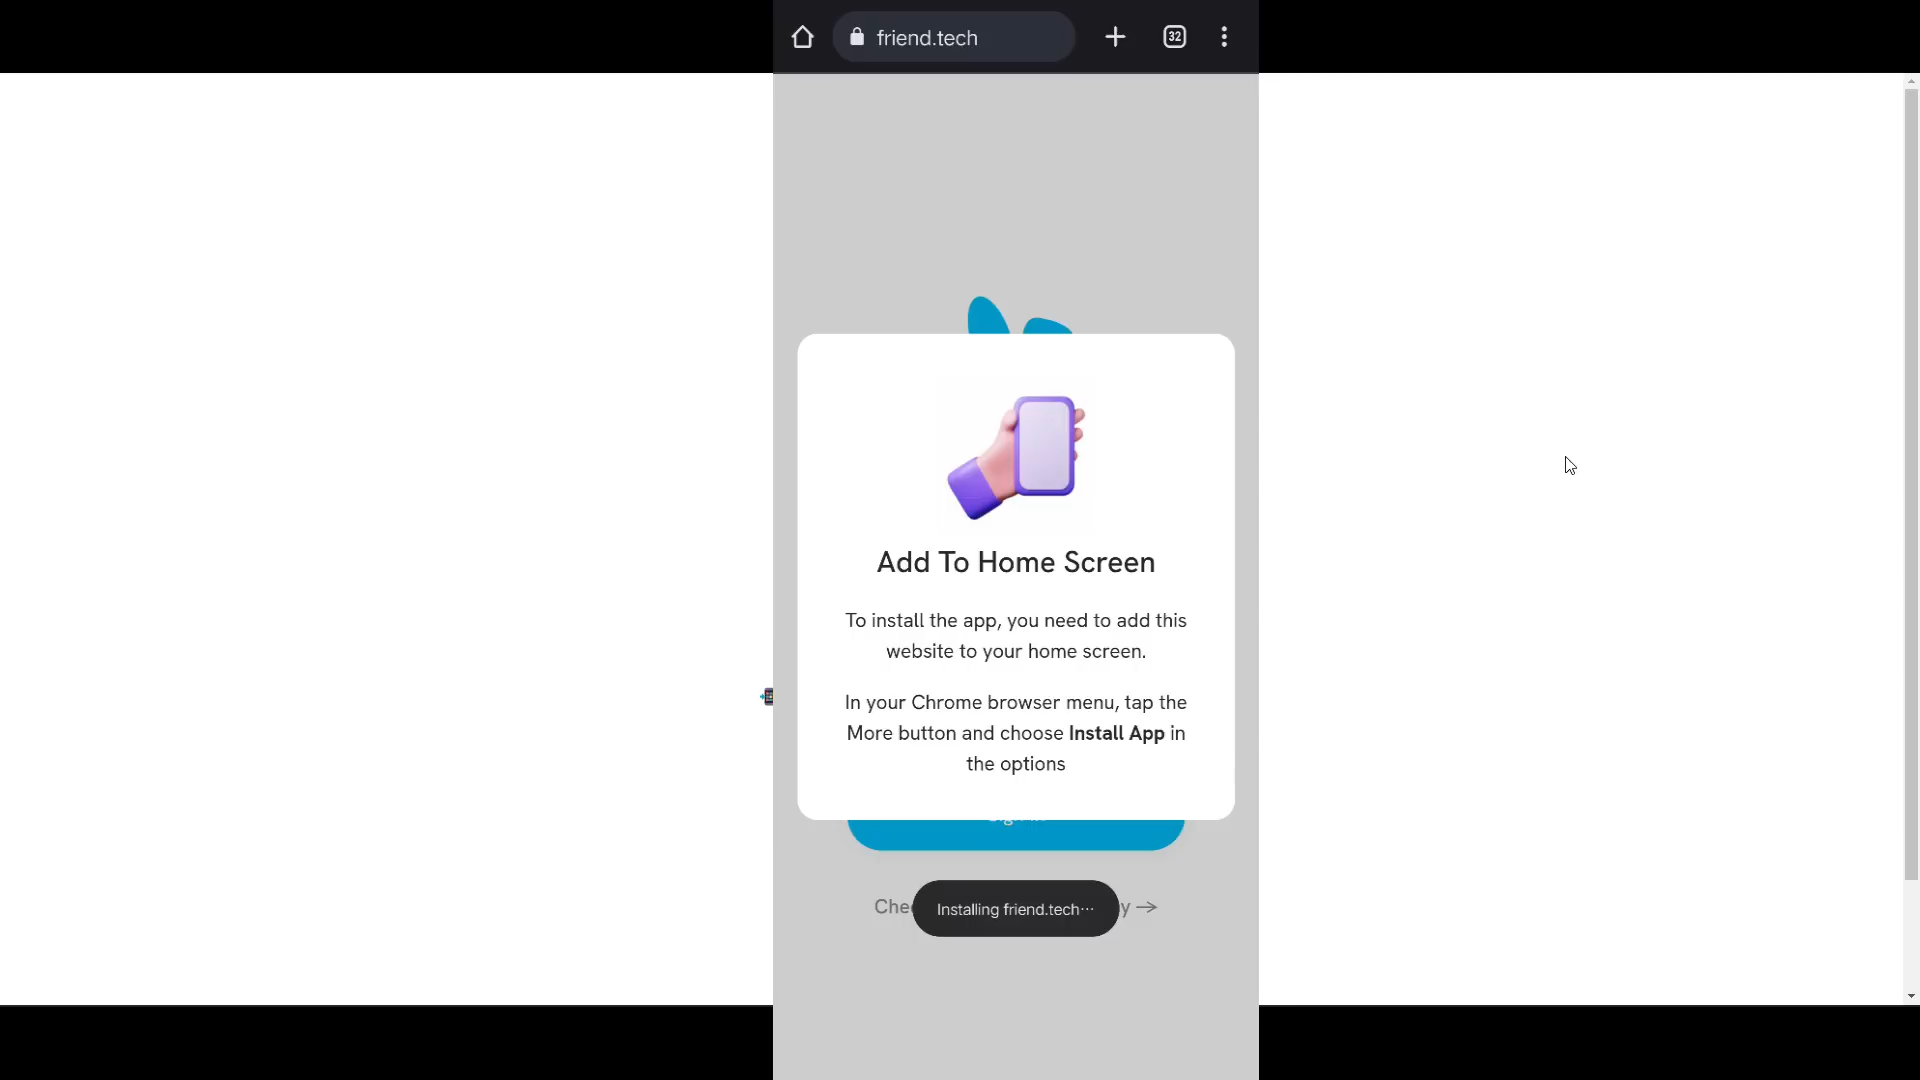 friend.tech
32
Add To Home Screen
To install the app, you need to add this
website to your home screen.
In your Chrome browser menu, tap the
More button and choose Install App in
the options
Installing friend.tech...